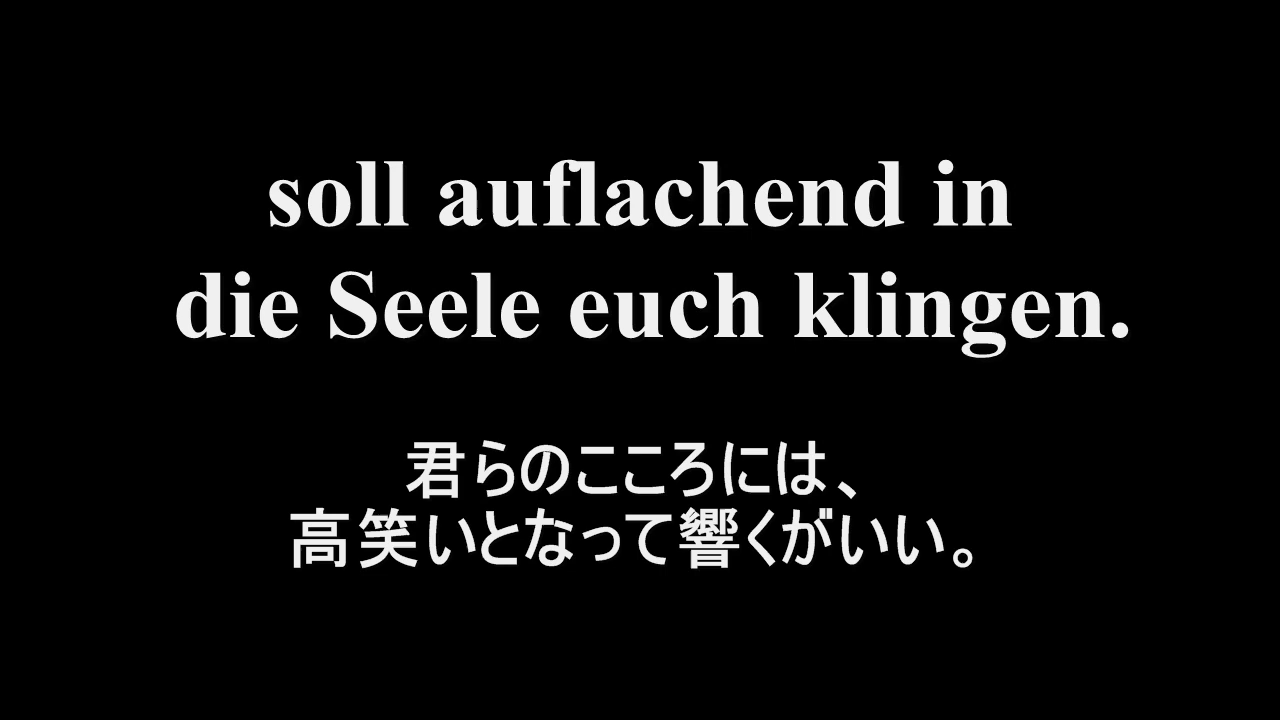 soll auflachend in
die Seele euch klingen.
君らのこころには、
高笑いとなって響くがいい。